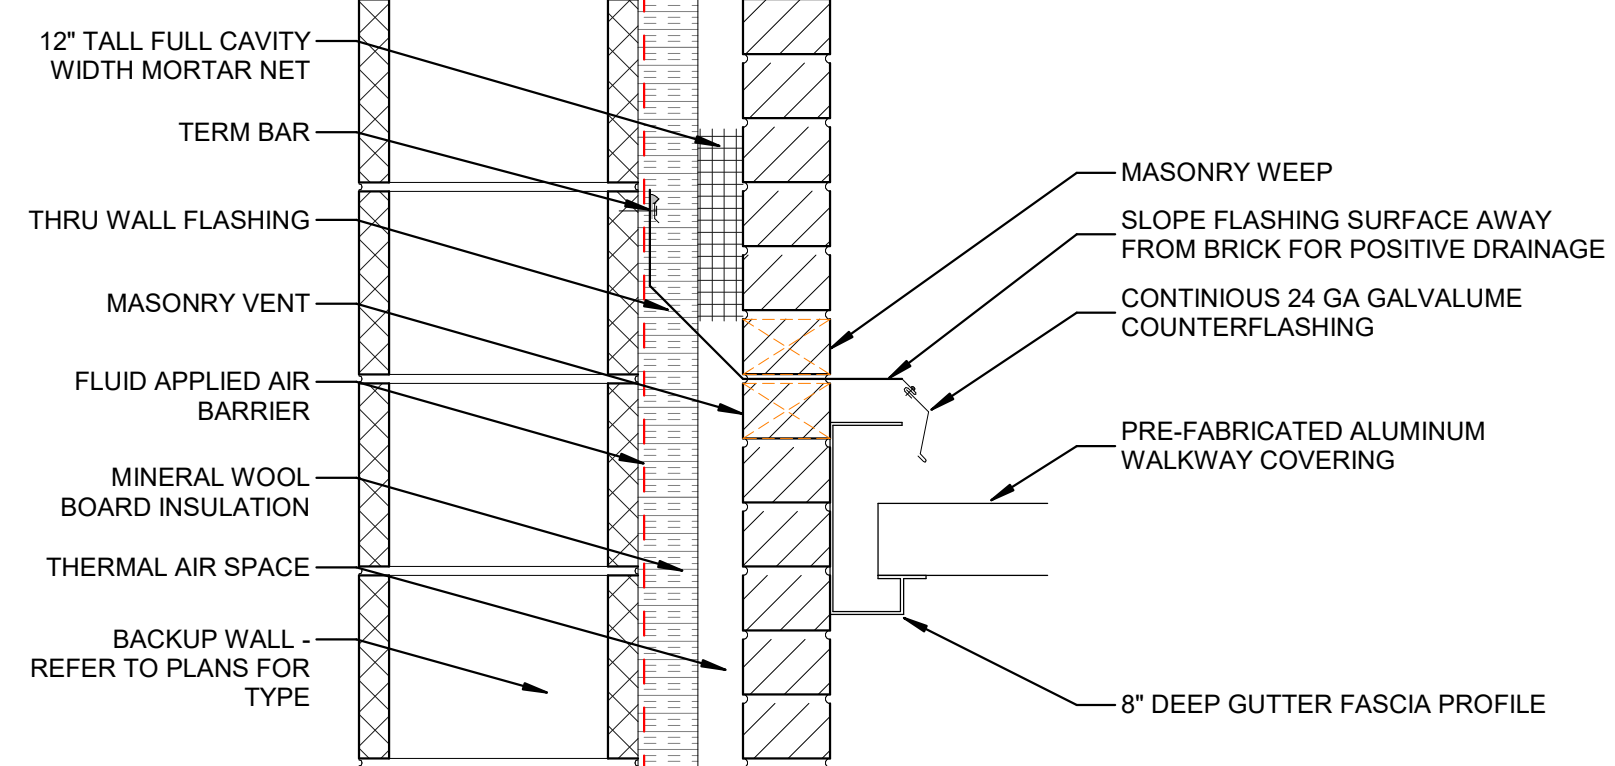 12" TALL FULL CAVITY
WIDTH MORTAR NET
TERM BAR
THRU WALL FLASHING
MASONRY VENT
FLUID APPLIED AIR
BARRIER
MINERAL WOOL
BOARD INSULATION
THERMAL AIR SPACE
BACKUP WALL -
REFER TO PLANS FOR
TYPE
MASONRY WEEP
SLOPE FLASHING SURFACE AWAY
FROM BRICK FOR POSITIVE DRAINAGE
CONTINIOUS 24 GA GALVALUME
COUNTERFLASHING
PRE-FABRICATED ALUMINUM
WALKWAY COVERING
8" DEEP GUTTER FASCIA PROFILE